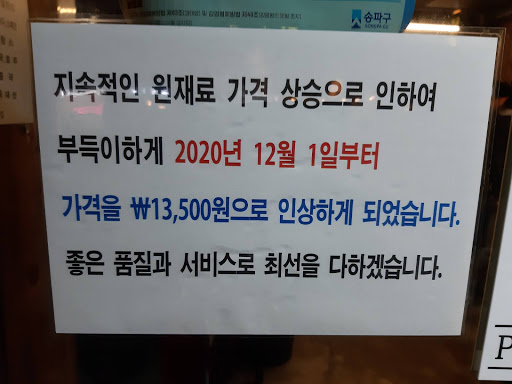 송파구
지속적인 원재료 가격 상승으로 인하여
부득이하게 2020년 12월 1일부터
가격을 ₩13,500원으로 인상하게 되었습니다.
좋은 품질과 서비스로 최선을 다하겠습니다.
P